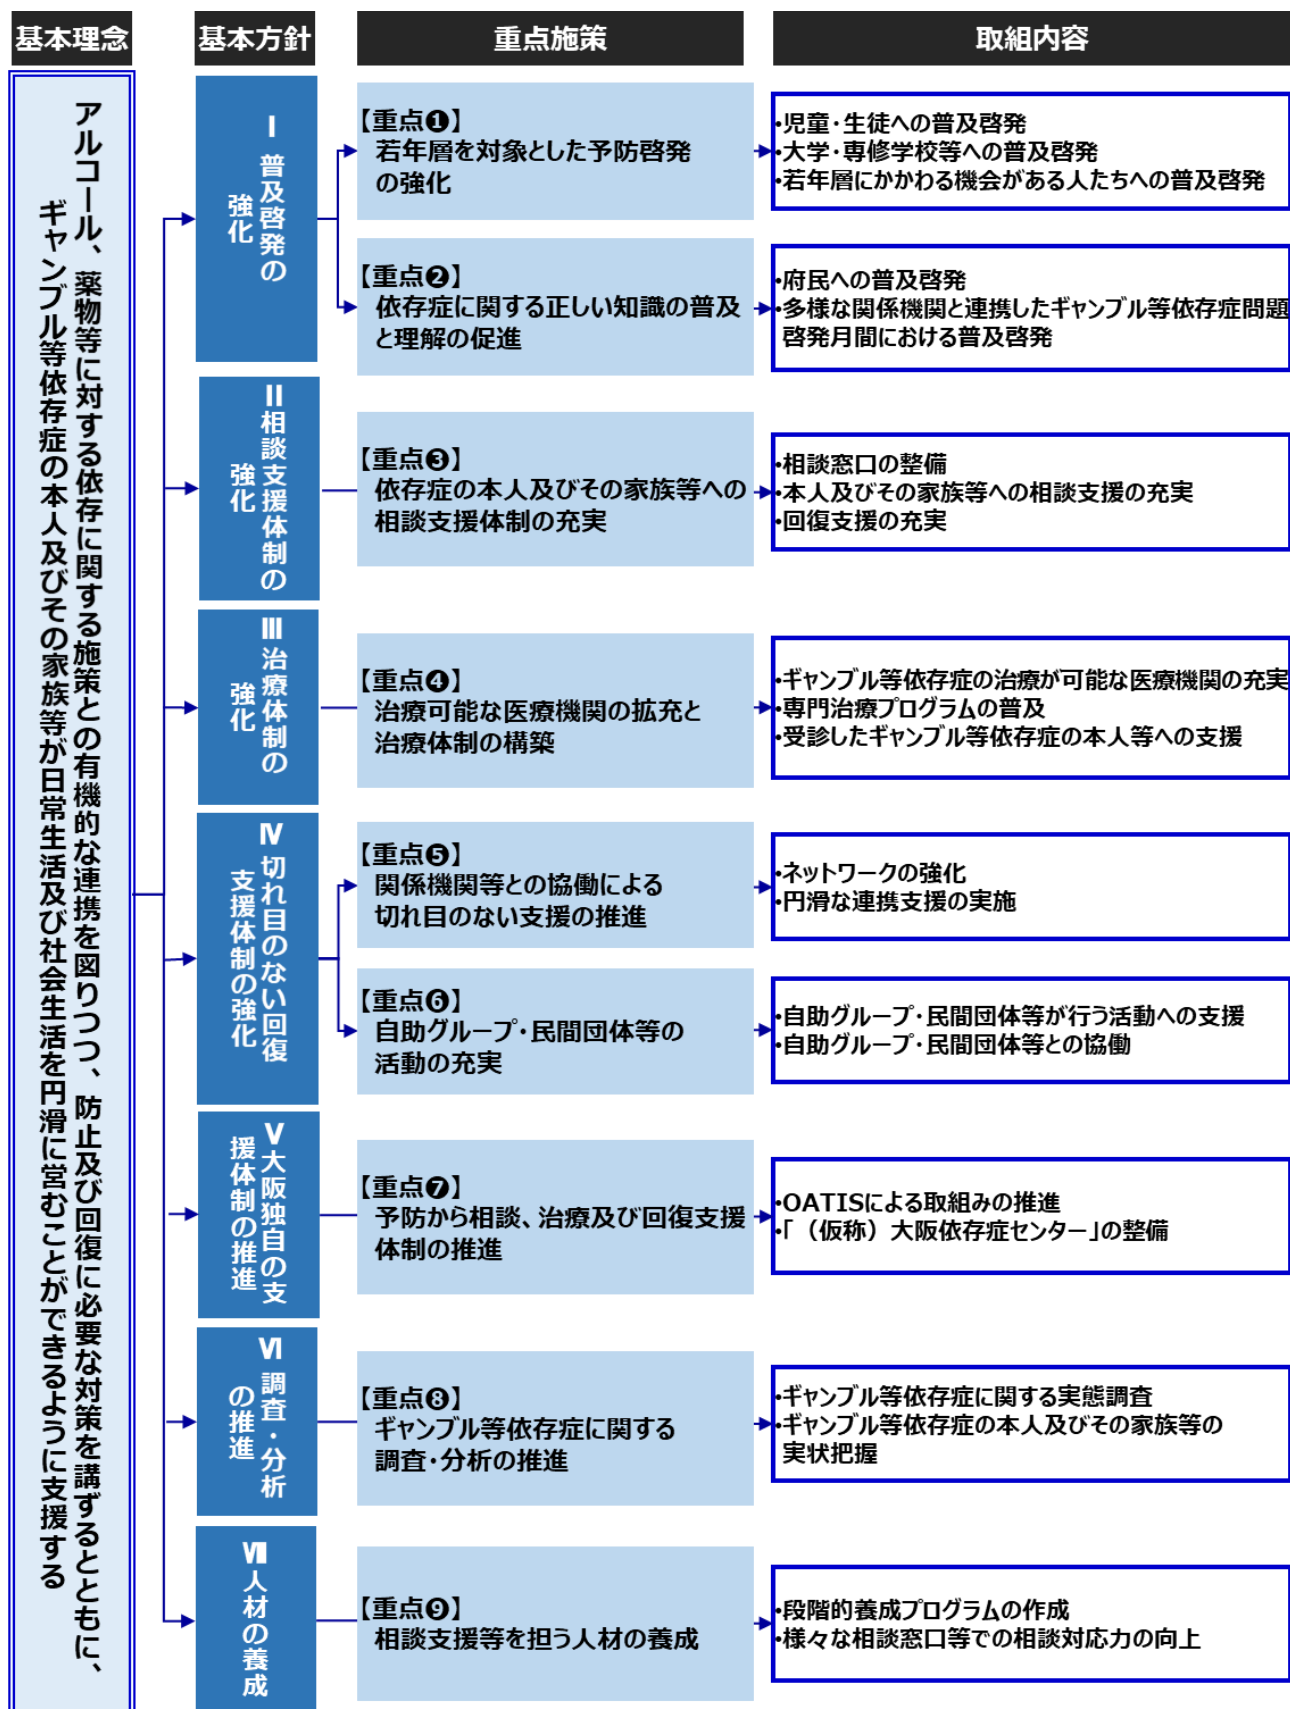 基本理念
基本方針
重点施策
取組内容
アルコール、薬物等に対する依存に関する施策との有機的な連携を図りつつ、防止及び回復に必要な対策を講ずるとともに、
ギャンブル等依存症の本人及びその家族等が日常生活及び社会生活を円滑に営むことができるように支援する
Ⅰ 普及啓発の
強化
【重点❶】
若年層を対象とした予防啓発
の強化
•児童・生徒への普及啓発
•大学・専修学校等への普及啓発
•若年層にかかわる機会がある人たちへの普及啓発
【重点❷】
依存症に関する正しい知識の普及
と理解の促進
•府民への普及啓発
•多様な関係機関と連携したギャンブル等依存症問題
啓発月間における普及啓発
Ⅱ相談支援体制の
強化
【重点❸】
依存症の本人及びその家族等への
相談支援体制の充実
•相談窓口の整備
•本人及びその家族等への相談支援の充実
•回復支援の充実
Ⅲ治療体制の
強化
【重点❹】
治療可能な医療機関の拡充と
治療体制の構築
•ギャンブル等依存症の治療が可能な医療機関の充実
•専門治療プログラムの普及
•受診したギャンブル等依存症の本人等への支援
Ⅳ 切れ目のない回復
支援体制の強化
【重点❺】
関係機関等との協働による
切れ目のない支援の推進
•ネットワークの強化
•円滑な連携支援の実施
【重点❻】
自助グループ・民間団体等の
活動の充実
•自助グループ・民間団体等が行う活動への支援
•自助グループ・民間団体等との協働
Ⅴ大阪独自の支
援体制の推進
【重点❼】
予防から相談、治療及び回復支援
体制の推進
•OATISによる取組みの推進
•「（仮称）大阪依存症センター」の整備
Ⅵ 調査・分析
の推進
【重点❽】
ギャンブル等依存症に関する
調査・分析の推進
•ギャンブル等依存症に関する実態調査
•ギャンブル等依存症の本人及びその家族等の
実状把握
Ⅶ人材の養成
【重点❾】
相談支援等を担う人材の養成
•段階的養成プログラムの作成
•様々な相談窓口等での相談対応力の向上